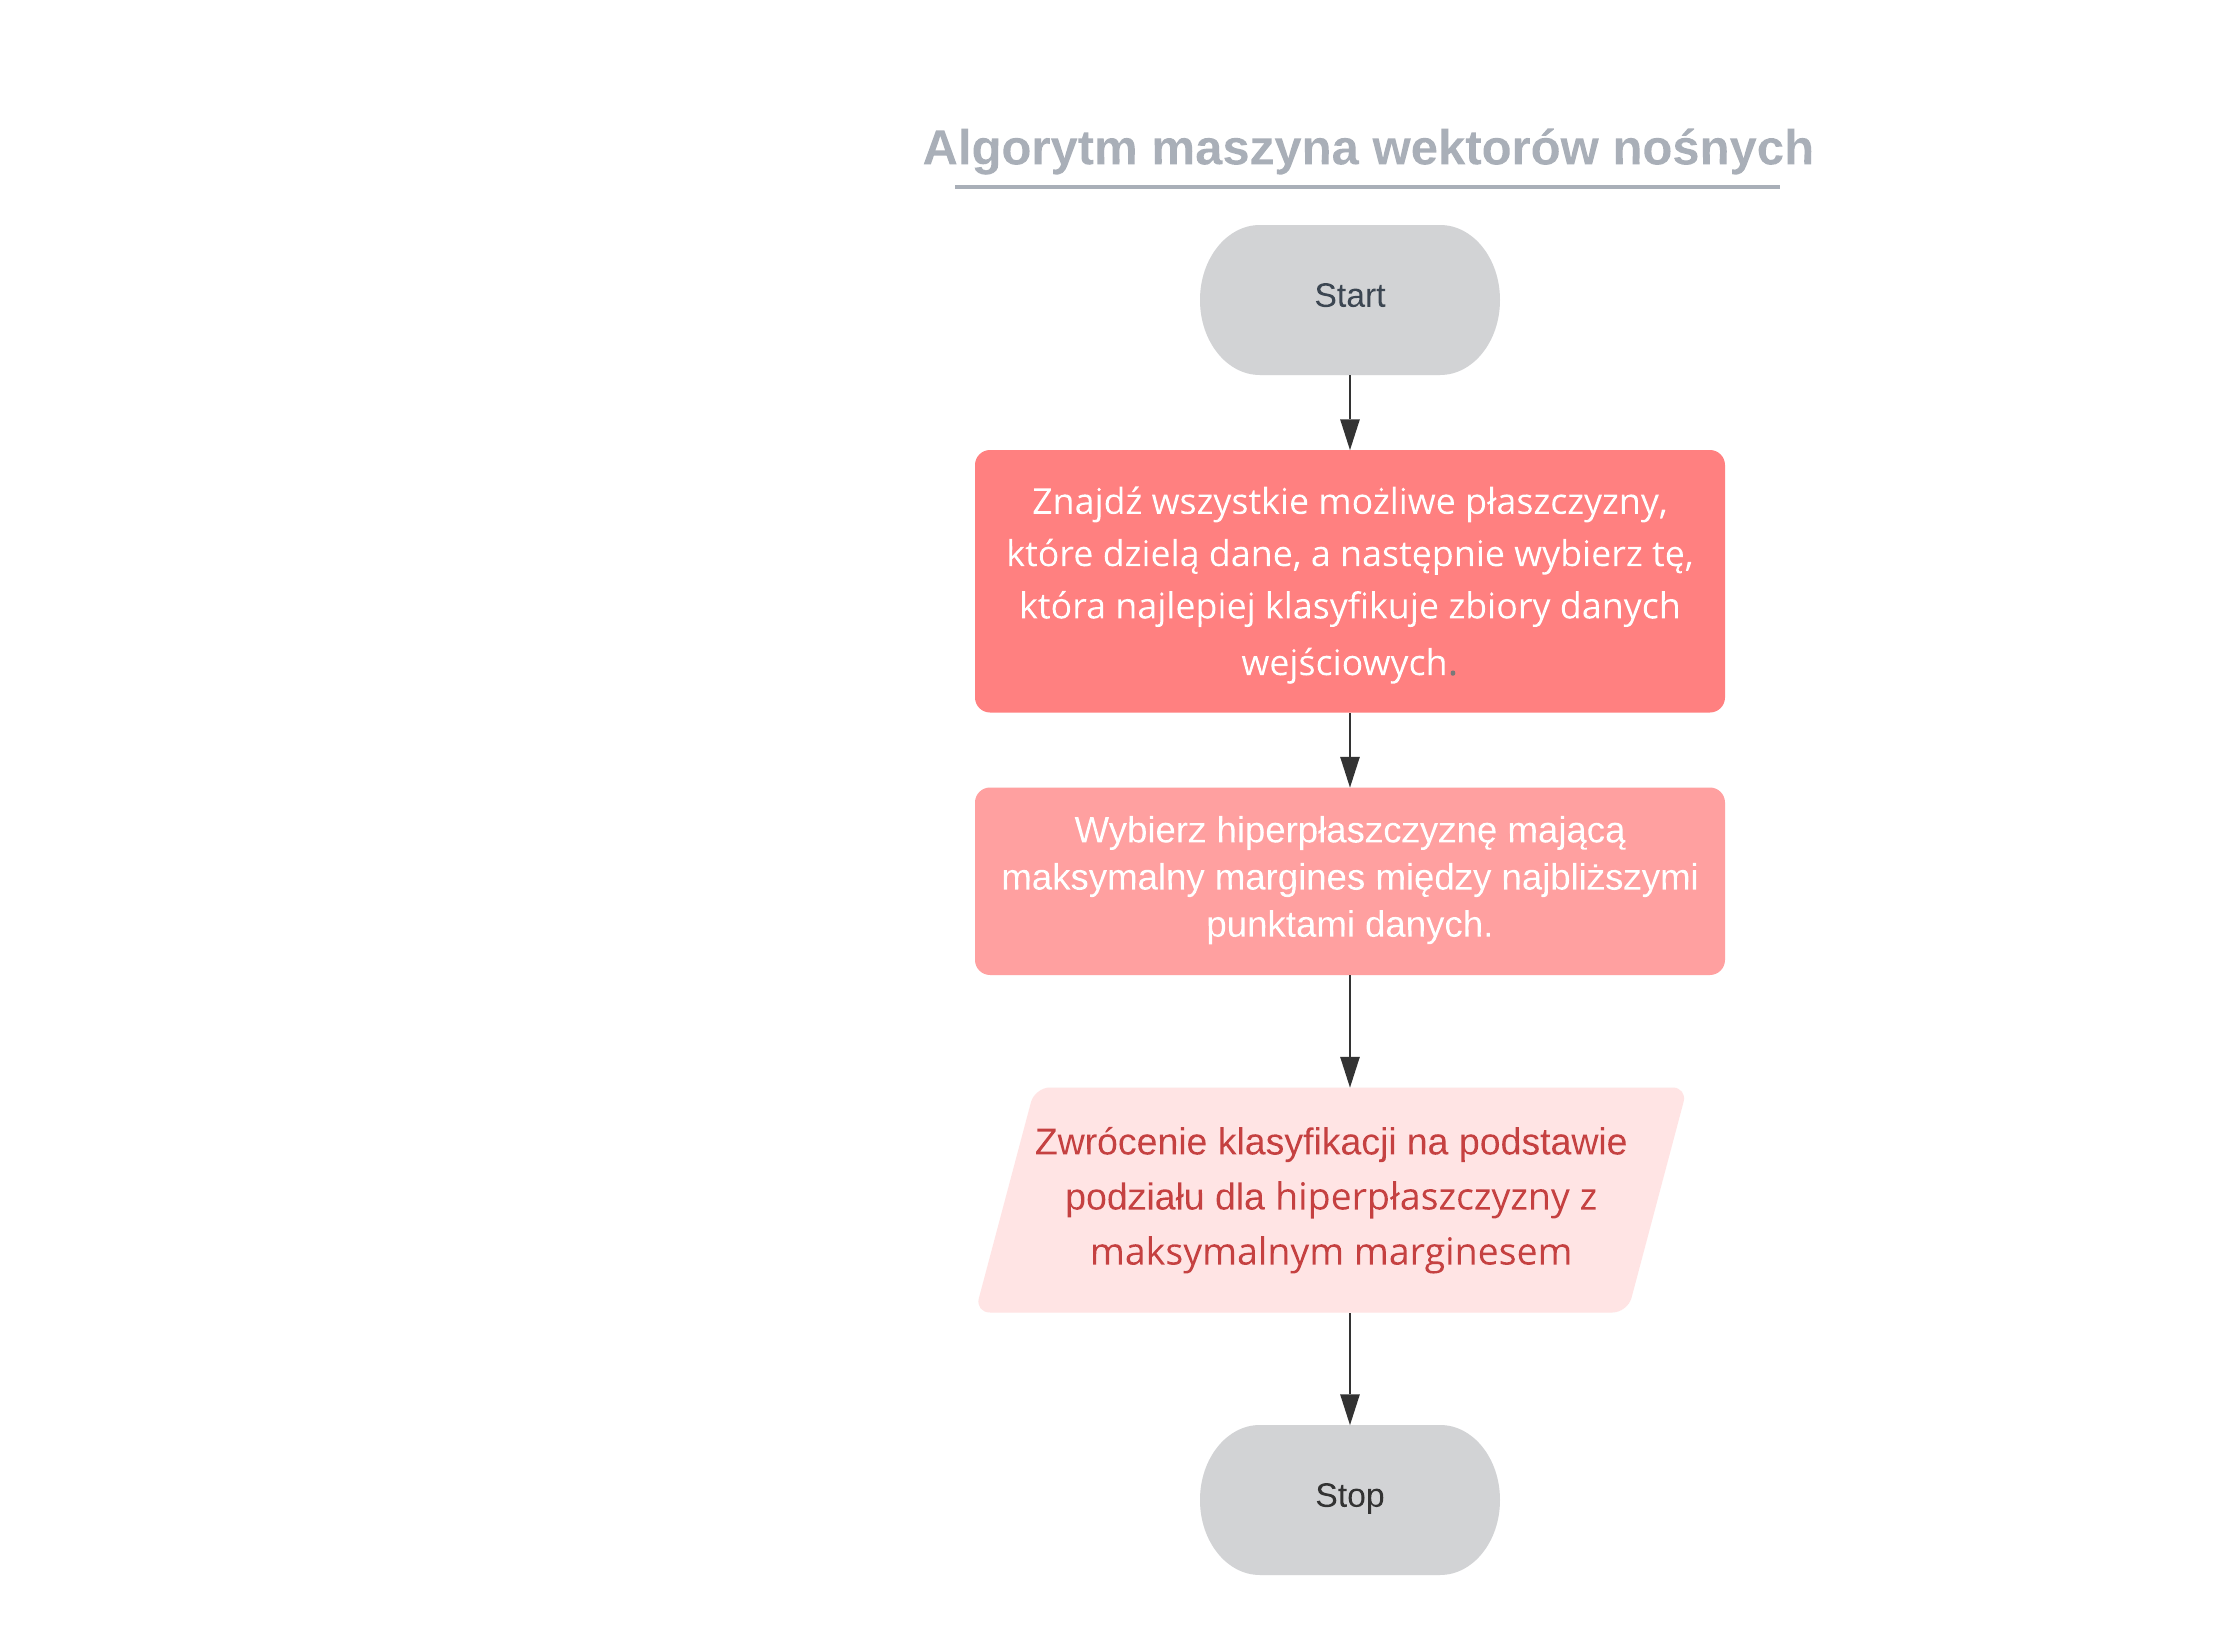 Algorytm maszyna wektorów nośnych
Start
Znajdź wszystkie możliwe płaszczyzny,
które dzielą dane, a następnie wybierz tę,
która najlepiej klasyfikuje zbiory danych
wejściowych.
Wybierz hiperpłaszczyznę mającą
maksymalny margines między najbliższymi
punktami danych.
Zwrócenie klasyfikacji na podstawie
podziału dla hiperpłaszczyzny z
maksymalnym marginesem
Stop